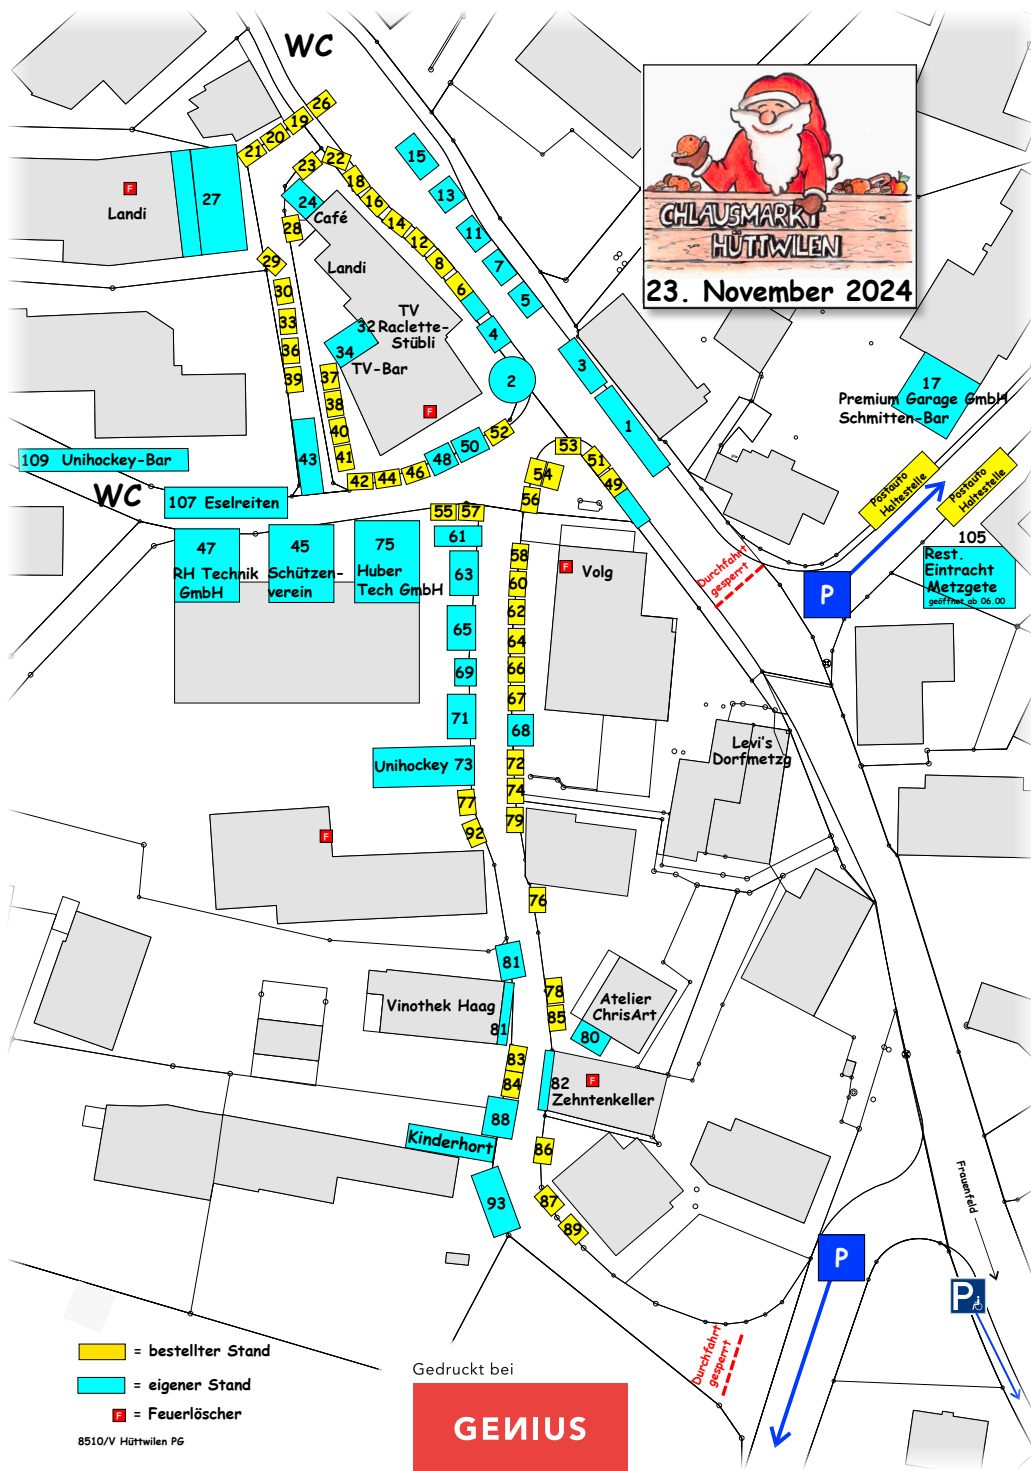 WC
26
19
20
21
22
23
18
15
16
24
27
F
Landi
Café
28
14
13
12
11
29
8
7
Landi
30
6
5
TV
32 Raclette-
Stübli
33
4
34
36
TV-Bar
3
39
37
2
38
F
1
40
52
41
50
53
43
48
51
42
44
46
54
49
56
109 Unihockey-Bar
WC
107 Eselreiten
CHLAUSMARKT
HÜTTWILEN
23. November 2024
17
Premium Garage GmbH
Schmitten-Bar
Postauto
Haltestelle
Postauto
Haltestelle
105
Rest.
Eintracht
Metzgete
geöffnet ab 06.00
P
Durchfahrt
gesperrt
55
57
61
47
RH Technik
GmbH
45
Schützen-
verein
75
Huber
Tech GmbH
58
F
Volg
63
60
62
65
64
66
69
67
71
68
Levi's
Dorfmetzg
Unihockey 73
72
74
77
79
92
F
76
81
78
Vinothek Haag
81
85
Atelier
ChrisArt
80
83
84
82
F
Zehntenkeller
88
Kinderhort
86
93
87
89
Frauenfeld
P
P
Durchfahrt
gesperrt
= bestellter Stand
= eigener Stand
F = Feuerlöscher
8510/V Hüttwilen PG
Gedruckt bei
GENIUS